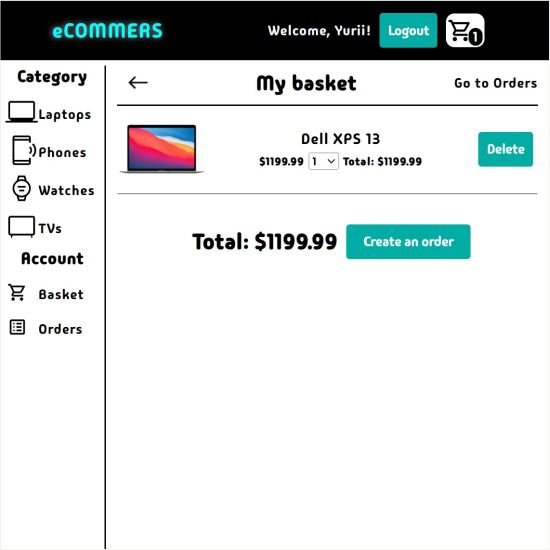 eCOMMERS
Welcome, Yurii!
Logout
1
Category
Laptops
Phones
Watches
TVs
Account
Basket
Orders
My basket
Go to Orders
Dell XPS 13
$1199.99 1 Total: $1199.99
Delete
Total: $1199.99
Create an order